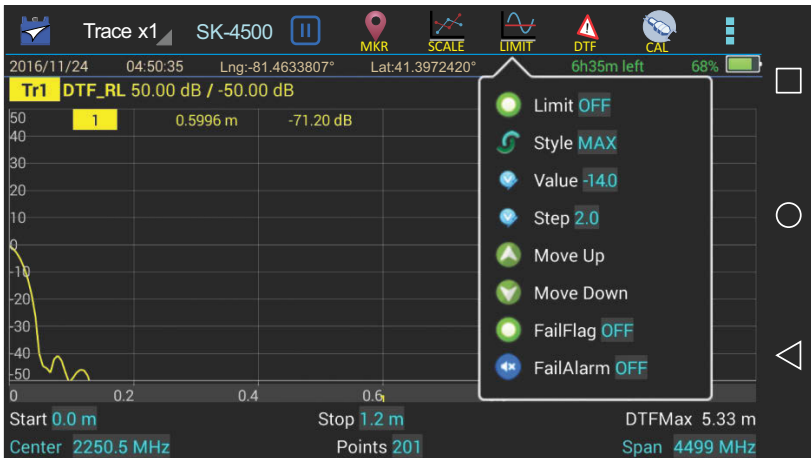 Trace x1 SK-4500 MKR SCALE LIMIT DTF CAL
2016/11/24 04:50:35 Lng:-81.4633807° Lat:41.3972420° 6h35m left 68%
Tr1 DTF_RL 50.00 dB / -50.00 dB
50 1 0.5996 m -71.20 dB
40
30
20
10
0
-10
-20
-30
-40
-50
0 0.2 0.4 0.6
Limit OFF
Style MAX
Value -14.0
Step 2.0
Move Up
Move Down
FailFlag OFF
FailAlarm OFF
Start 0.0 m Stop 1.2 m DTFMax 5.33 m
Center 2250.5 MHz Points 201 Span 4499 MHz